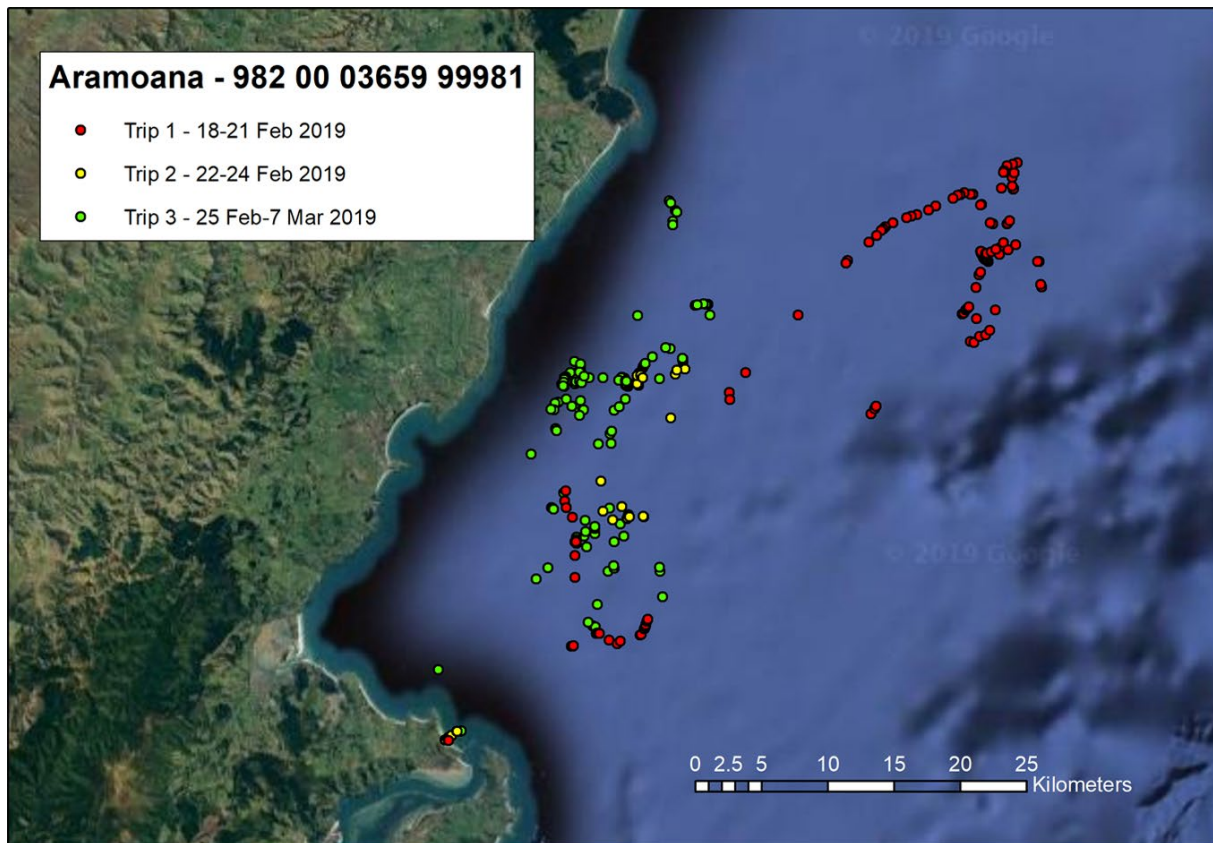 © 2019 Google
Aramoana - 982 00 03659 99981
Trip 1 - 18-21 Feb 2019
Trip 2 - 22-24 Feb 2019
Trip 3 - 25 Feb-7 Mar 2019
© 2019 Google
0 2.5 5 10 15 20 25
Kilometers